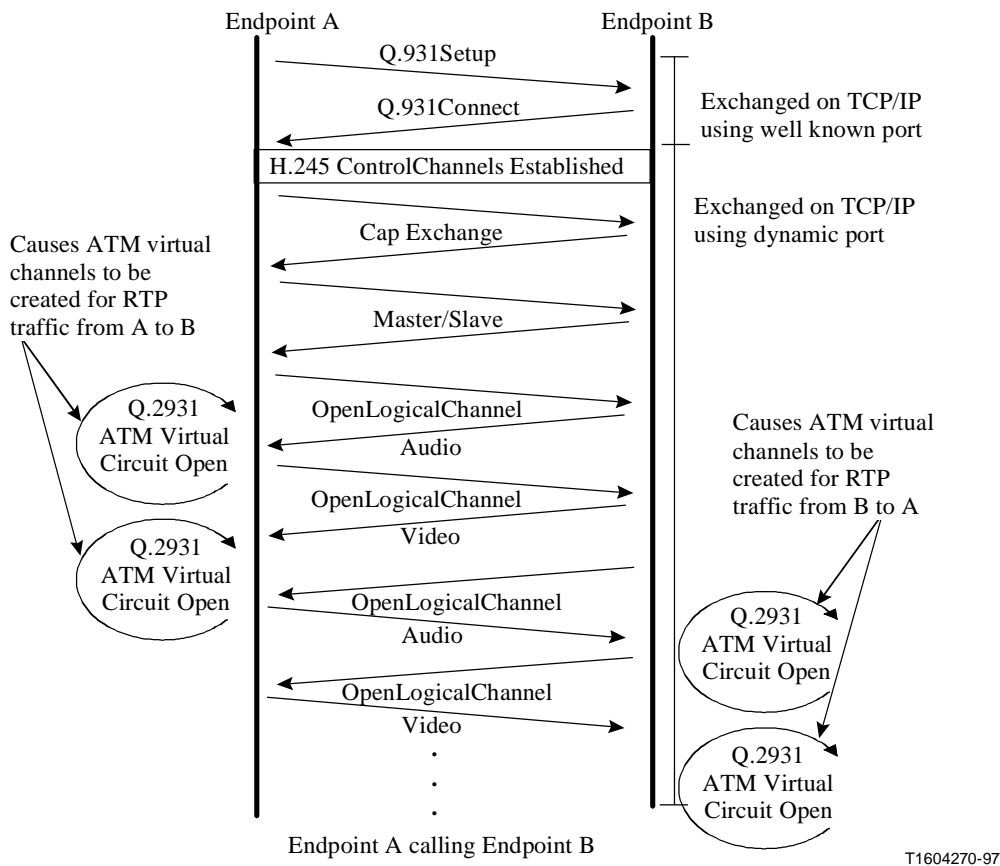 Endpoint A
Endpoint B
Q.931Setup
Q.931Connect
Exchanged on TCP/IP
using well known port
H.245 ControlChannels Established
Exchanged on TCP/IP
using dynamic port
Cap Exchange
Causes ATM virtual
channels to be
created for RTP
traffic from A to B
Master/Slave
Q.2931
ATM Virtual
Circuit Open
OpenLogicalChannel
Audio
Causes ATM virtual
channels to be
created for RTP
traffic from B to A
OpenLogicalChannel
Video
Q.2931
ATM Virtual
Circuit Open
OpenLogicalChannel
Audio
Q.2931
ATM Virtual
Circuit Open
OpenLogicalChannel
Video
Q.2931
ATM Virtual
Circuit Open
.
.
.
Endpoint A calling Endpoint B
T1604270-97